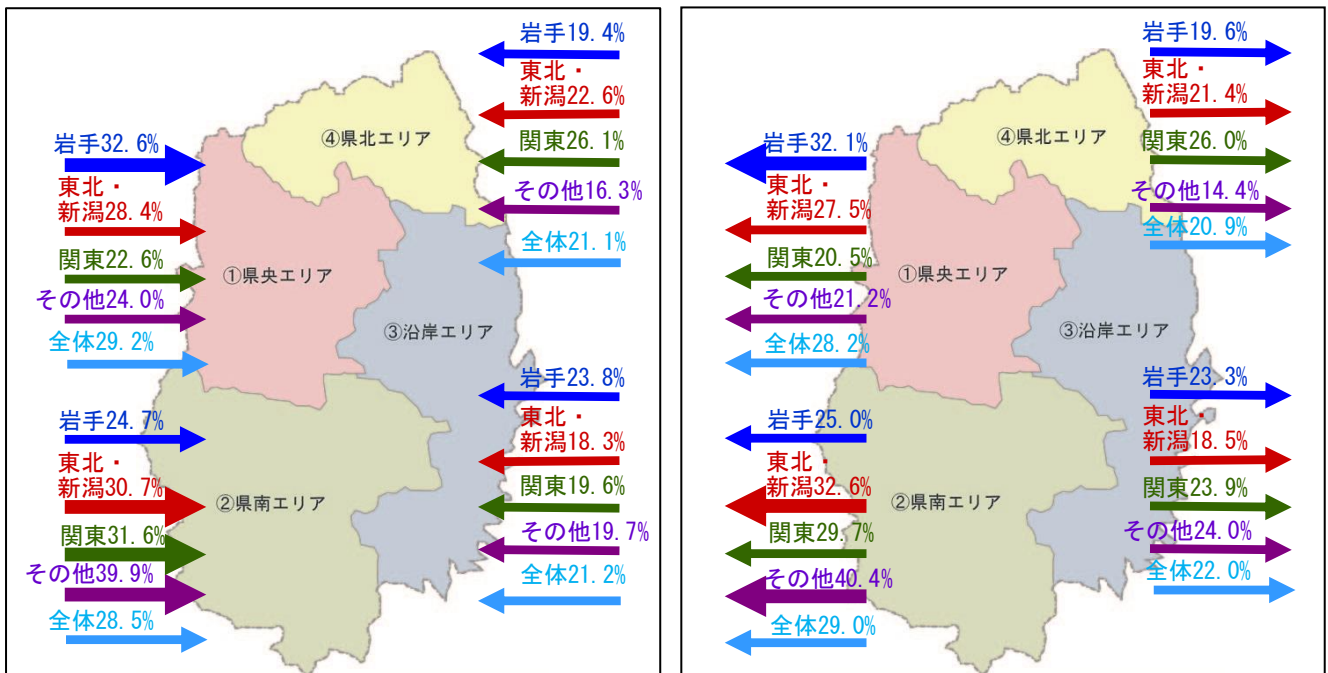 岩手19.4%
東北・
新潟22.6%
関東26.1%
その他16.3%
全体21.1%
④県北エリア
岩手32.6%
東北・
新潟28.4%
関東22.6%
その他24.0%
全体29.2%
①県央エリア
③沿岸エリア
岩手23.8%
東北・
新潟18.3%
関東19.6%
その他19.7%
全体21.2%
岩手24.7%
東北・
新潟30.7%
関東31.6%
その他39.9%
全体28.5%
②県南エリア
岩手19.6%
東北・
新潟21.4%
関東26.0%
その他14.4%
全体20.9%
④県北エリア
岩手32.1%
東北・
新潟27.5%
関東20.5%
その他21.2%
全体28.2%
①県央エリア
③沿岸エリア
岩手23.3%
東北・
新潟18.5%
関東23.9%
その他24.0%
全体22.0%
岩手25.0%
東北・
新潟32.6%
関東29.7%
その他40.4%
全体29.0%
②県南エリア